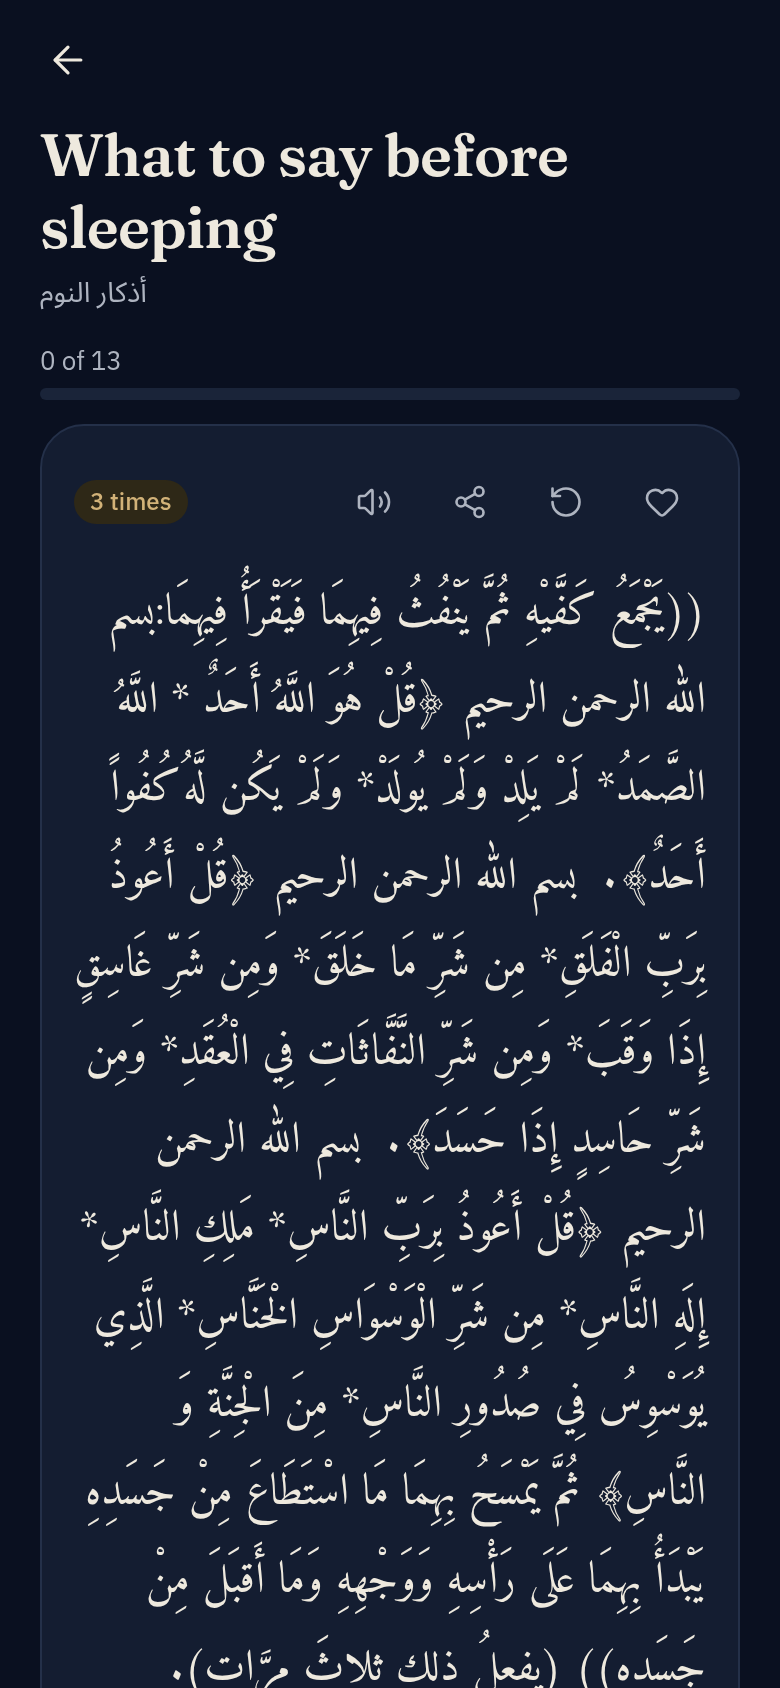 What to say before
sleeping
أذكار النوم
0 of 13
3 times
((يَجْمَعُ كَفَّيْهِ ثُمَّ يَنْفُثُ فِيهِمَا فَيَقْرَأُ فِيهِمَا:بسم
الله الرحمن الرحيم ﴿قُلْ هُوَ اللَّهُ أَحَدٌ * اللَّهُ
الصَّمَدُ* لَمْ يَلِدْ وَلَمْ يُولَدْ* وَلَمْ يَكُن لَّهُ كُفُواً
أَحَدٌ﴾. بسم الله الرحمن الرحيم ﴿قُلْ أَعُوذُ
بِرَبِّ الْفَلَقِ* مِن شَرِّ مَا خَلَقَ* وَمِن شَرِّ غَاسِقٍ
إِذَا وَقَبَ* وَمِن شَرِّ النَّفَّاثَاتِ فِي الْعُقَدِ* وَمِن
شَرِّ حَاسِدٍ إِذَا حَسَدَ﴾. بسم الله الرحمن
الرحيم ﴿قُلْ أَعُوذُ بِرَبِّ النَّاسِ* مَلِكِ النَّاسِ*
إِلَهِ النَّاسِ* مِن شَرِّ الْوَسْوَاسِ الْخَنَّاسِ* الَّذِي
يُوَسْوِسُ فِي صُدُورِ النَّاسِ* مِنَ الْجِنَّةِ وَ
النَّاسِ﴾ ثُمَّ يَمْسَحُ بِهِمَا مَا اسْتَطَاعَ مِنْ جَسَدِهِ
يَبْدَأُ بِهِمَا عَلَى رَأْسِهِ وَوَجْهِهِ وَمَا أَقبَلَ مِنْ
جَسَدِهِ)) (يفعلُ ذلك ثلاثَ مرَّات).